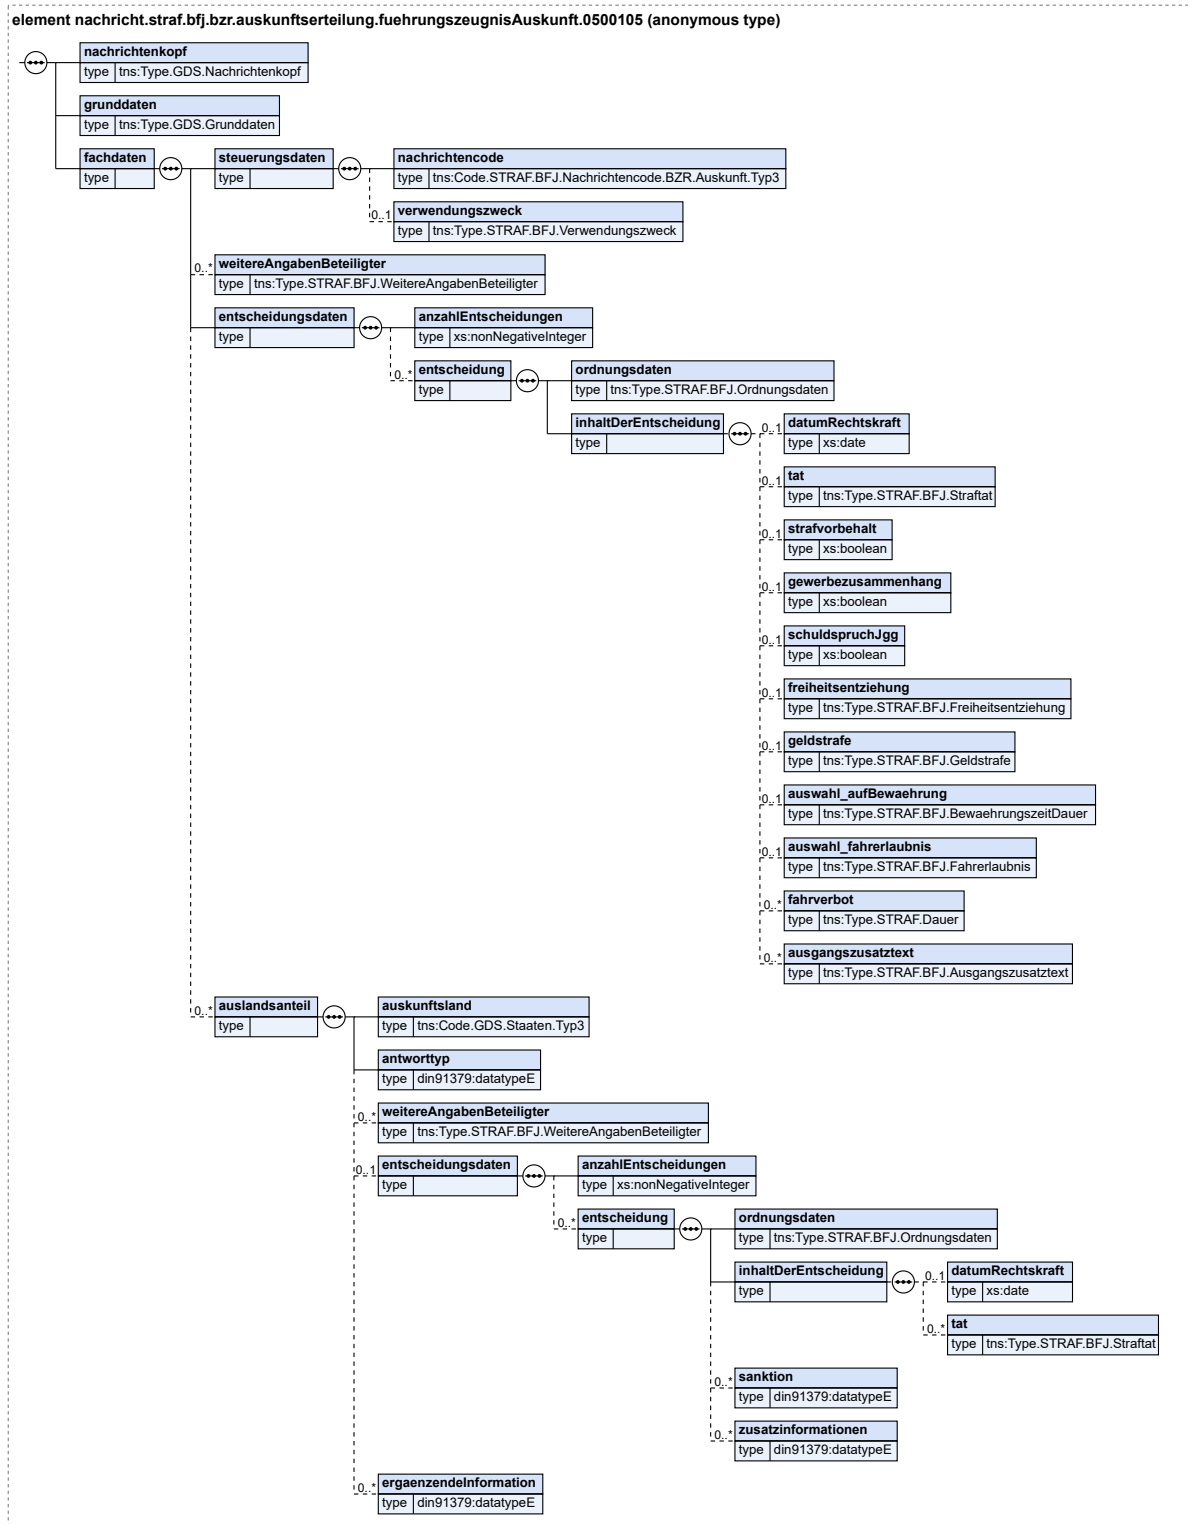 element nachricht.straf.bfj.bzr.auskunftserteilung.fuehrungszeugnisAuskunft.0500105 (anonymous type)
nachrichtenkopf
type tns:Type.GDS.Nachrichtenkopf
grunddaten
type tns:Type.GDS.Grunddaten
fachdaten
type
steuerungsdaten
type
nachrichtencode
type tns:Code.STRAF.BFJ.Nachrichtencode.BZR.Auskunft.Typ3
0..1
verwendungszweck
type tns:Type.STRAF.BFJ.Verwendungszweck
0..*
weitereAngabenBeteiligter
type tns:Type.STRAF.BFJ.WeitereAngabenBeteiligter
entscheidungsdaten
type
anzahlEntscheidungen
type xs:nonNegativeInteger
0..*
entscheidung
type
ordnungsdaten
type tns:Type.STRAF.BFJ.Ordnungsdaten
inhaltDerEntscheidung
type
0..1
datumRechtskraft
type xs:date
0..1
tat
type tns:Type.STRAF.BFJ.Straftat
0..1
strafvorbehalt
type xs:boolean
0..1
gewerbezusammenhang
type xs:boolean
0..1
schuldspruchJgg
type xs:boolean
0..1
freiheitsentziehung
type tns:Type.STRAF.BFJ.Freiheitsentziehung
0..1
geldstrafe
type tns:Type.STRAF.BFJ.Geldstrafe
0..1
auswahl_aufBewaehrung
type tns:Type.STRAF.BFJ.BewaehrungszeitDauer
0..1
auswahl_fahrerlaubnis
type tns:Type.STRAF.BFJ.Fahrerlaubnis
0..*
fahrverbot
type tns:Type.STRAF.Dauer
0..*
ausgangszusatztext
type tns:Type.STRAF.BFJ.Ausgangszusatztext
0..*
auslandsanteil
type
auskunftsland
type tns:Code.GDS.Staaten.Typ3
antworttyp
type din91379:datatypeE
0..*
weitereAngabenBeteiligter
type tns:Type.STRAF.BFJ.WeitereAngabenBeteiligter
0..1
entscheidungsdaten
type
anzahlEntscheidungen
type xs:nonNegativeInteger
0..*
entscheidung
type
ordnungsdaten
type tns:Type.STRAF.BFJ.Ordnungsdaten
inhaltDerEntscheidung
type
0..1
datumRechtskraft
type xs:date
0..*
tat
type tns:Type.STRAF.BFJ.Straftat
0..*
sanktion
type din91379:datatypeE
0..*
zusatzinformationen
type din91379:datatypeE
0..*
ergaenzendeInformation
type din91379:datatypeE